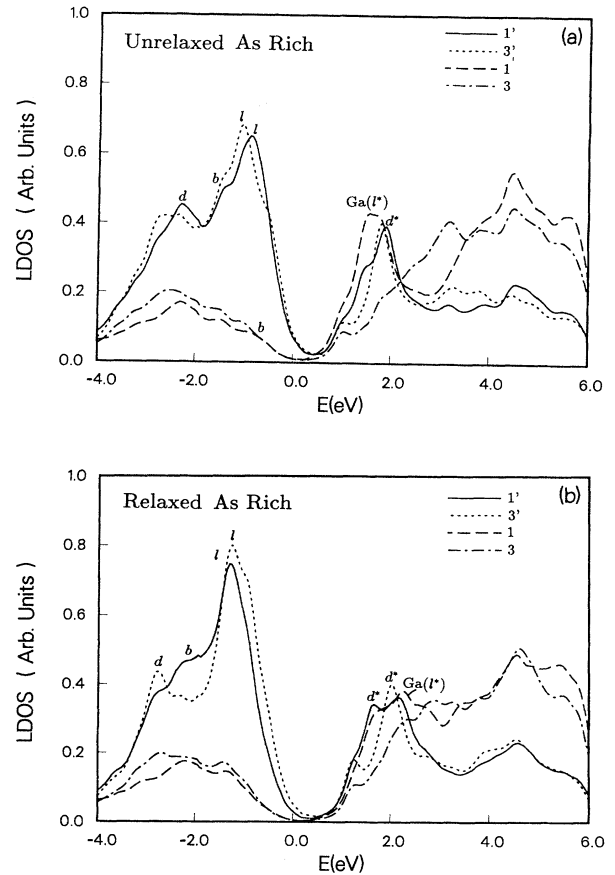 1.0
Unrelaxed As Rich
(a)
1'
3'
1
3
0.8
l
l
0.6
b
d
Ga(l*)
d*
0.4
0.2
b
0.0
LDOS ( Arb. Units )
-4.0 -2.0 0.0 2.0 4.0 6.0
E(eV)
1.0
Relaxed As Rich
(b)
1'
3'
1
3
0.8
l
l
0.6
d
b
d*
d*
Ga(l*)
0.4
0.2
0.0
LDOS ( Arb. Units )
-4.0 -2.0 0.0 2.0 4.0 6.0
E(eV)